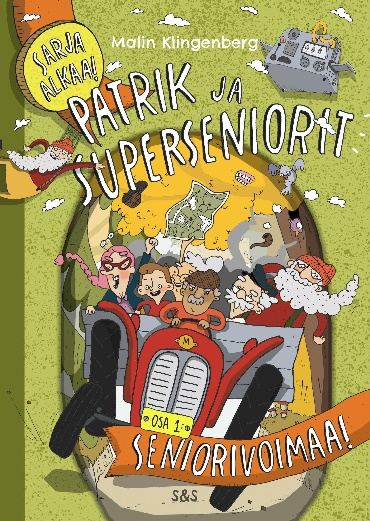 SARJA
ALKAA!
Malin Klingenberg
PATRIK JA
SUPERSENIORIT
M
OSA 1:
SENIORIVOIMAA!
S&S